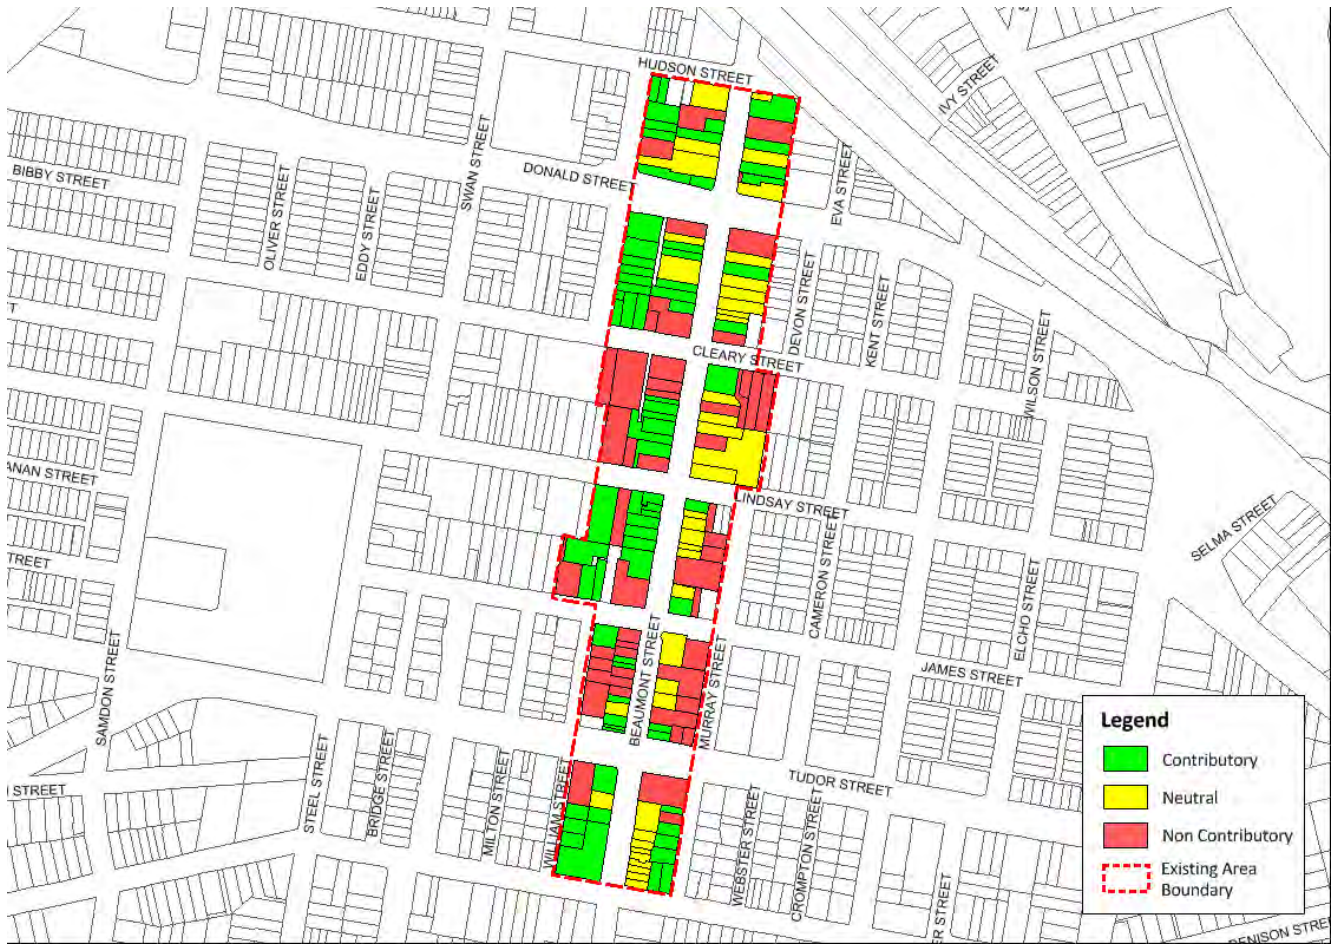 HUDSON STREET
IVY STREET
SWAN STREET
DONALD STREET
BIBBY STREET
OLIVER STREET
EDDY STREET
EVA STREET
DEVON STREET
KENT STREET
WILSON STREET
CLEARY STREET
ANAN STREET
LINDSAY STREET
SELMA STREET
TREET
CAMERON STREET
ELCHO STREET
SAMDON STREET
BEAUMONT STREET
MURRAY STREET
JAMES STREET
STREET
STEEL STREET
BRIDGE STREET
MILTON STREET
WILLIAM STREET
TUDOR STREET
WEBSTER STREET
CROMPTON STREET
ER STREET
DENISON STRE
Legend
Contributory
Neutral
Non Contributory
Existing Area
Boundary